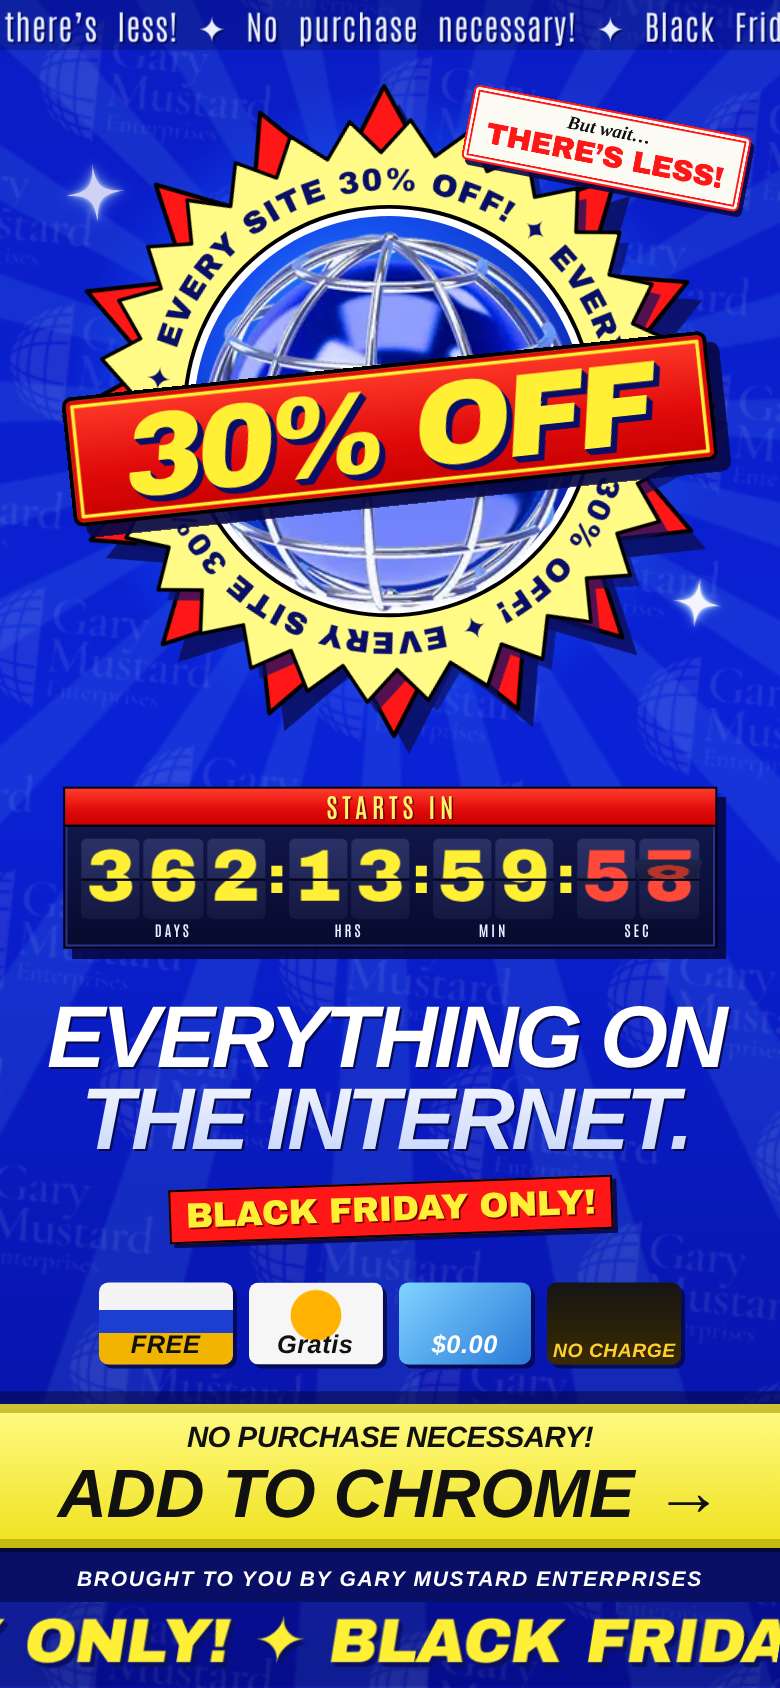 there’s less! ✦ No purchase necessary! ✦ Black Frid
But wait…
THERE’S LESS!
✦ EVERY SITE 30% OFF! ✦ EVERY
30% OFF! ✦ EVERY SITE 30%
30% OFF
STARTS IN
362:13:59:5
DAYS HRS MIN SEC
EVERYTHING ON
THE INTERNET.
BLACK FRIDAY ONLY!
FREE
Gratis
$0.00
NO CHARGE
NO PURCHASE NECESSARY!
ADD TO CHROME →
BROUGHT TO YOU BY GARY MUSTARD ENTERPRISES
Y ONLY! ✦ BLACK FRIDA
Gary
Mustard
Enterprises